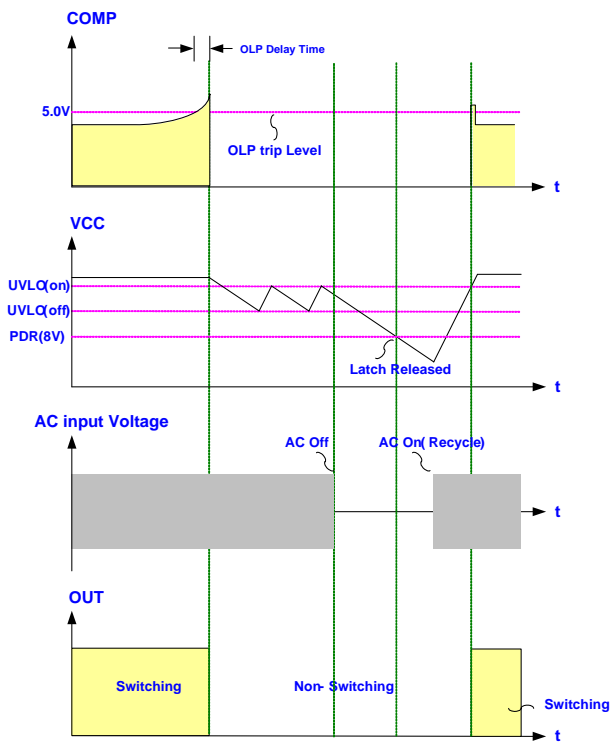 COMP
OLP Delay Time
5.0V
OLP trip Level
t
VCC
UVLO(on)
UVLO(off)
PDR(8V)
Latch Released
t
AC input Voltage
AC Off
AC On( Recycle)
t
OUT
Switching
Non- Switching
Switching
t